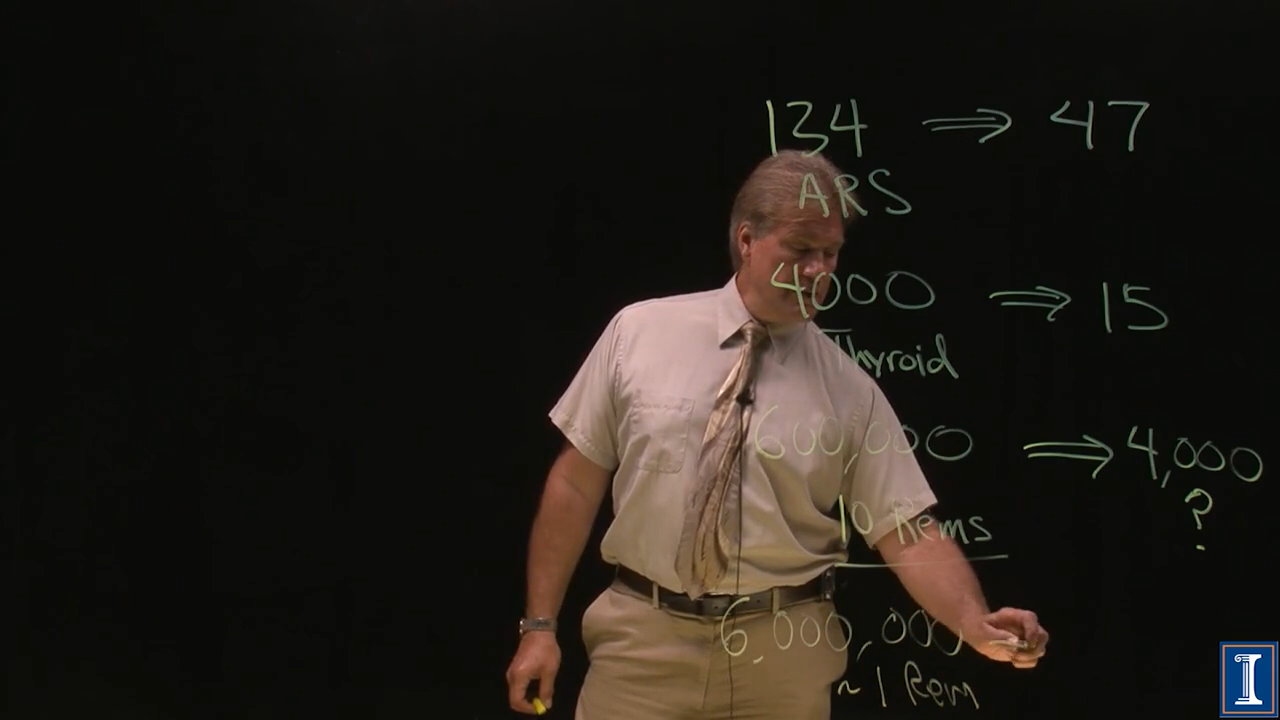 134 ⇒ 47
ARS
4000 ⇒ 15
Thyroid
600,000 ⇒ 4,000
10 Rems ?
6,000,000
~ 1 Rem
I